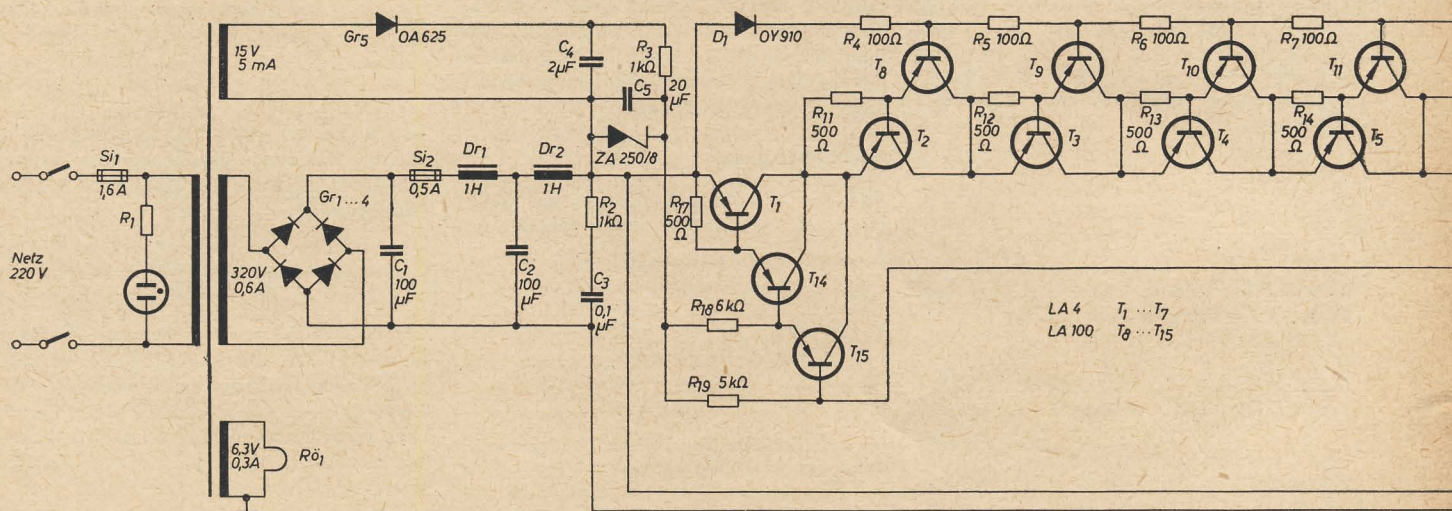 15 V
5 mA
Gr5
OA 625
C4
2µF
R3
1kΩ
C5
20
µF
ZA 250/8
D1
OY 910
R4 100Ω
R5 100Ω
R6 100Ω
R7 100Ω
T8
T9
T10
T11
R11
500
Ω
R12
500
Ω
R13
500
Ω
R14
500
Ω
T2
T3
T4
T5
Si1
1,6 A
R1
Netz
220 V
320V
0,6A
Gr1...4
C1
100
µF
Si2
0,5A
Dr1
1H
Dr2
1H
C2
100
µF
R2
1kΩ
C3
0,1
µF
R17
500
Ω
T1
T14
R18 6kΩ
T15
R19 5kΩ
LA 4 T1 ... T7
LA 100 T8 ... T15
6,3V
0,3A
Rö1